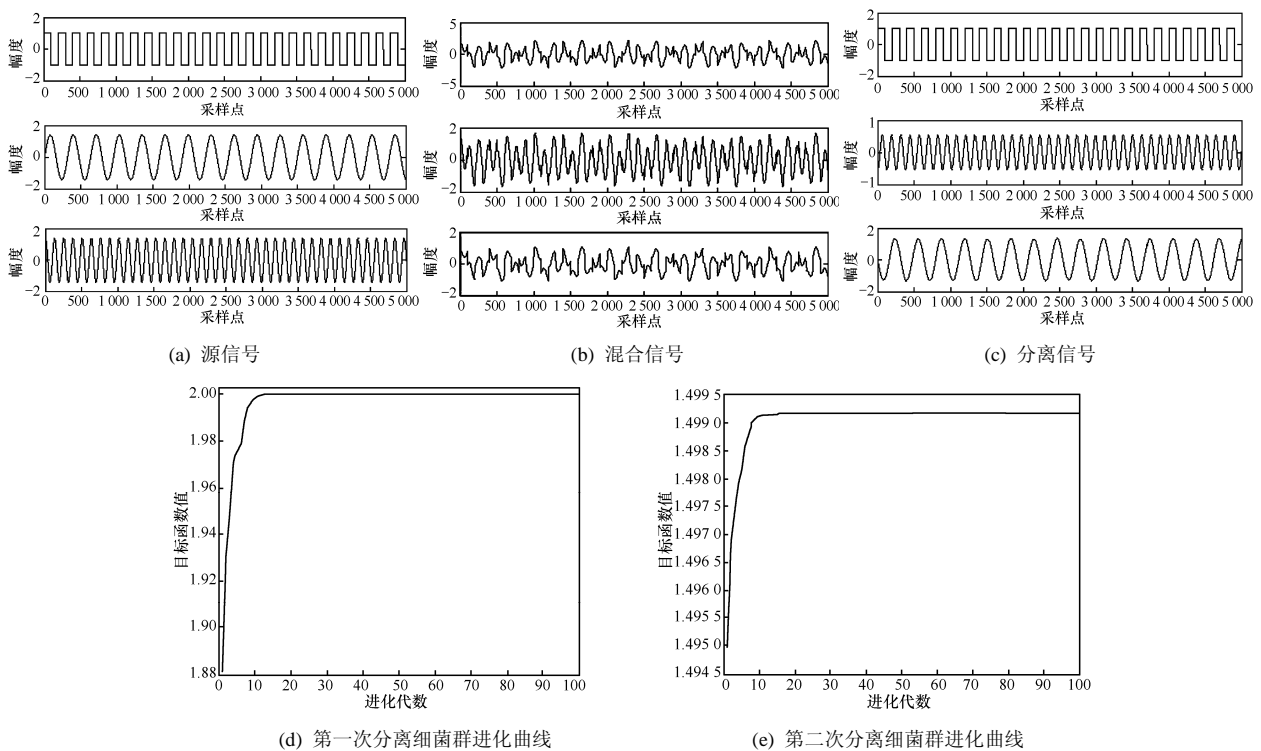 2
0
−2
幅度
0 500 1 000 1 500 2 000 2 500 3 000 3 500 4 000 4 500 5 000
采样点
2
0
−2
幅度
0 500 1 000 1 500 2 000 2 500 3 000 3 500 4 000 4 500 5 000
采样点
2
0
−2
幅度
0 500 1 000 1 500 2 000 2 500 3 000 3 500 4 000 4 500 5 000
采样点
(a) 源信号
5
0
−5
幅度
0 500 1 000 1 500 2 000 2 500 3 000 3 500 4 000 4 500 5 000
采样点
2
0
−2
幅度
0 500 1 000 1 500 2 000 2 500 3 000 3 500 4 000 4 500 5 000
采样点
2
0
−2
幅度
0 500 1 000 1 500 2 000 2 500 3 000 3 500 4 000 4 500 5 000
采样点
(b) 混合信号
2
0
−2
幅度
0 500 1 000 1 500 2 000 2 500 3 000 3 500 4 000 4 500 5 000
采样点
1
0
−1
幅度
0 500 1 000 1 500 2 000 2 500 3 000 3 500 4 000 4 500 5 000
采样点
2
0
−2
幅度
0 500 1 000 1 500 2 000 2 500 3 000 3 500 4 000 4 500 5 000
采样点
(c) 分离信号
2.00
1.98
1.96
1.94
1.92
1.90
1.88
目标函数值
0 10 20 30 40 50 60 70 80 90 100
进化代数
(d) 第一次分离细菌群进化曲线
1.499 5
1.499 0
1.498 5
1.498 0
1.497 5
1.497 0
1.496 5
1.496 0
1.495 5
1.495 0
1.494 5
目标函数值
0 10 20 30 40 50 60 70 80 90 100
进化代数
(e) 第二次分离细菌群进化曲线